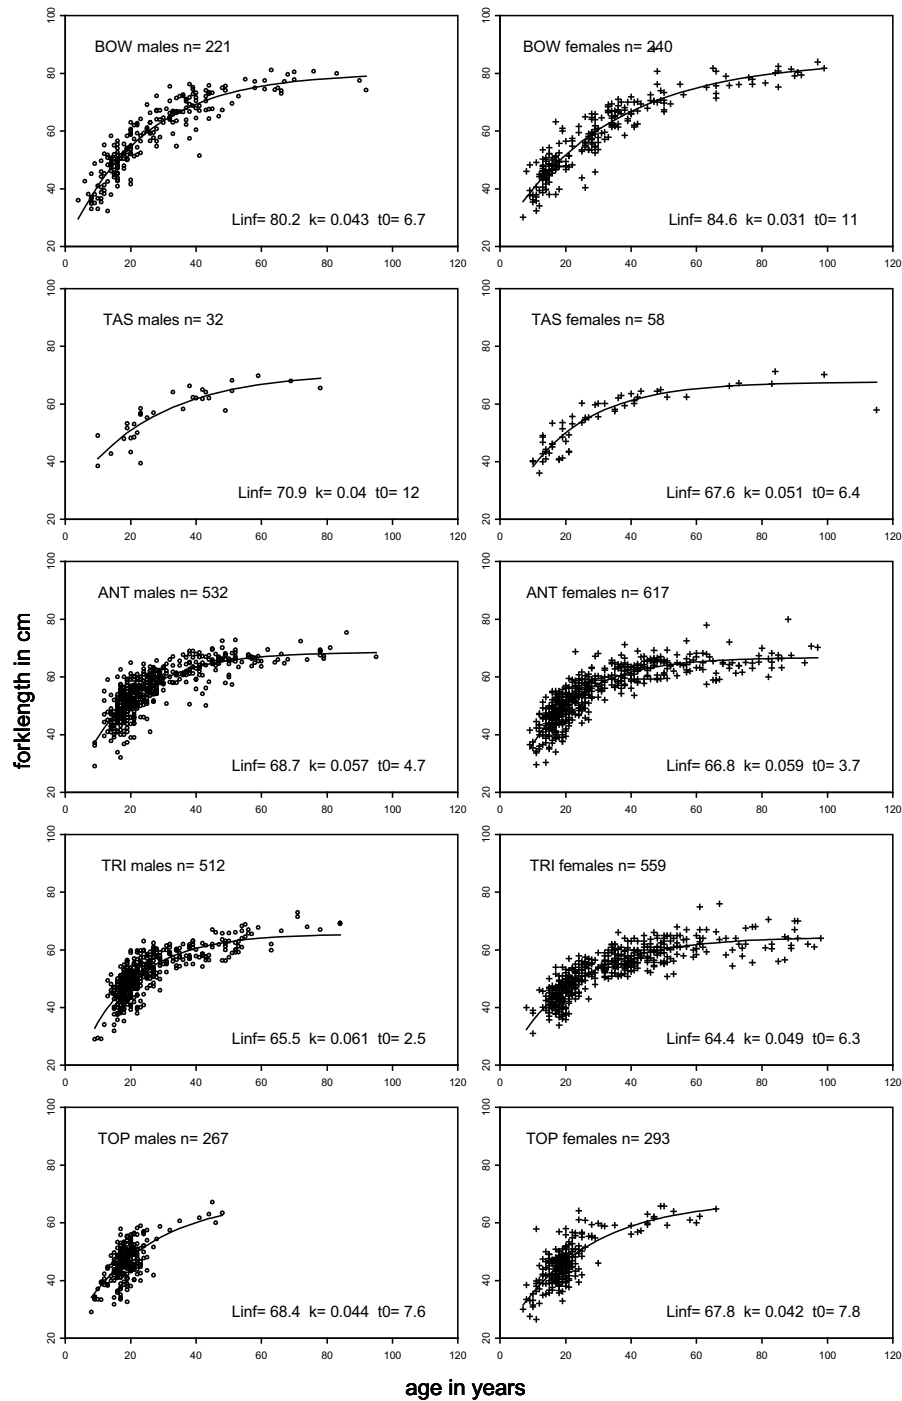 BOW males n= 221
Linf= 80.2 k= 0.043 t0= 6.7
20 40 60 80 100
0 20 40 60 80 100 120
BOW females n= 240
Linf= 84.6 k= 0.031 t0= 11
20 40 60 80 100
0 20 40 60 80 100 120
TAS males n= 32
Linf= 70.9 k= 0.04 t0= 12
20 40 60 80 100
0 20 40 60 80 100 120
TAS females n= 58
Linf= 67.6 k= 0.051 t0= 6.4
20 40 60 80 100
0 20 40 60 80 100 120
forklength in cm
ANT males n= 532
Linf= 68.7 k= 0.057 t0= 4.7
20 40 60 80 100
0 20 40 60 80 100 120
ANT females n= 617
Linf= 66.8 k= 0.059 t0= 3.7
20 40 60 80 100
0 20 40 60 80 100 120
TRI males n= 512
Linf= 65.5 k= 0.061 t0= 2.5
20 40 60 80 100
0 20 40 60 80 100 120
TRI females n= 559
Linf= 64.4 k= 0.049 t0= 6.3
20 40 60 80 100
0 20 40 60 80 100 120
TOP males n= 267
Linf= 68.4 k= 0.044 t0= 7.6
20 40 60 80 100
0 20 40 60 80 100 120
TOP females n= 293
Linf= 67.8 k= 0.042 t0= 7.8
20 40 60 80 100
0 20 40 60 80 100 120
age in years